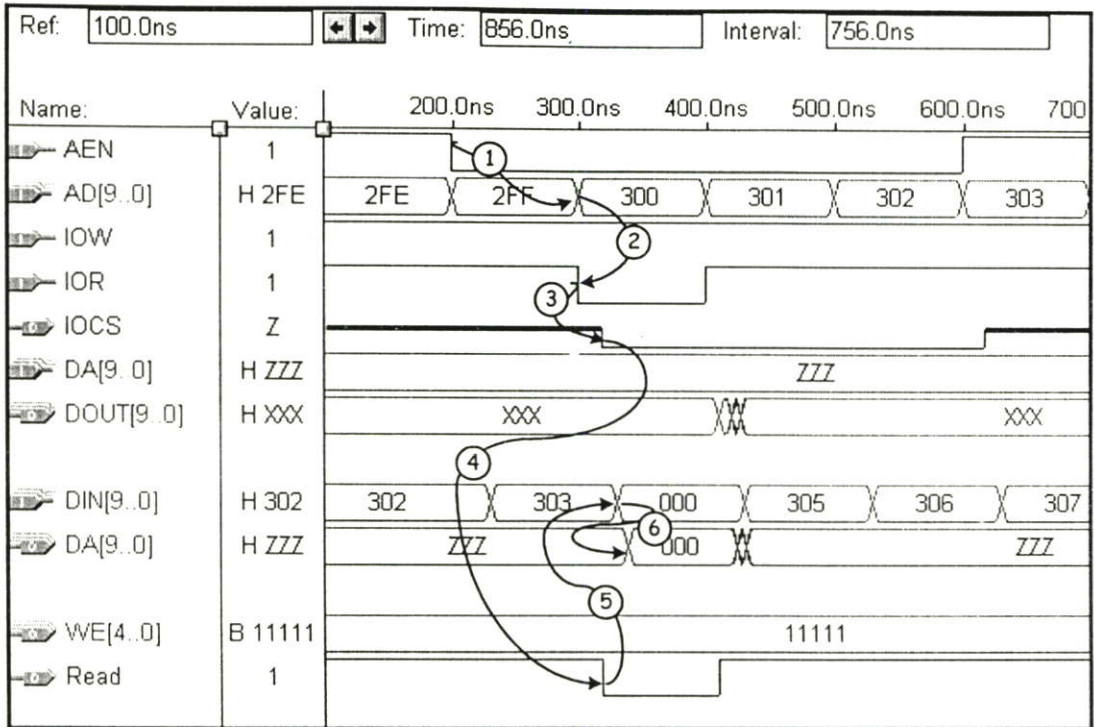 Ref: 100.0ns Time: 856.0ns Interval: 756.0ns
Name: Value: 200.0ns 300.0ns 400.0ns 500.0ns 600.0ns 700
AEN 1
1
AD[9..0] H 2FE 2FE 2FF 300 301 302 303
IOW 1
2
IOR 1
3
IOCS Z
DA[9..0] H ZZZ ZZZ
DOUT[9..0] H XXX XXX XXX
4
DIN[9..0] H 302 302 303 000 305 306 307
6
DA[9..0] H ZZZ ZZZ 000 ZZZ
5
WE[4..0] B 11111 11111
Read 1